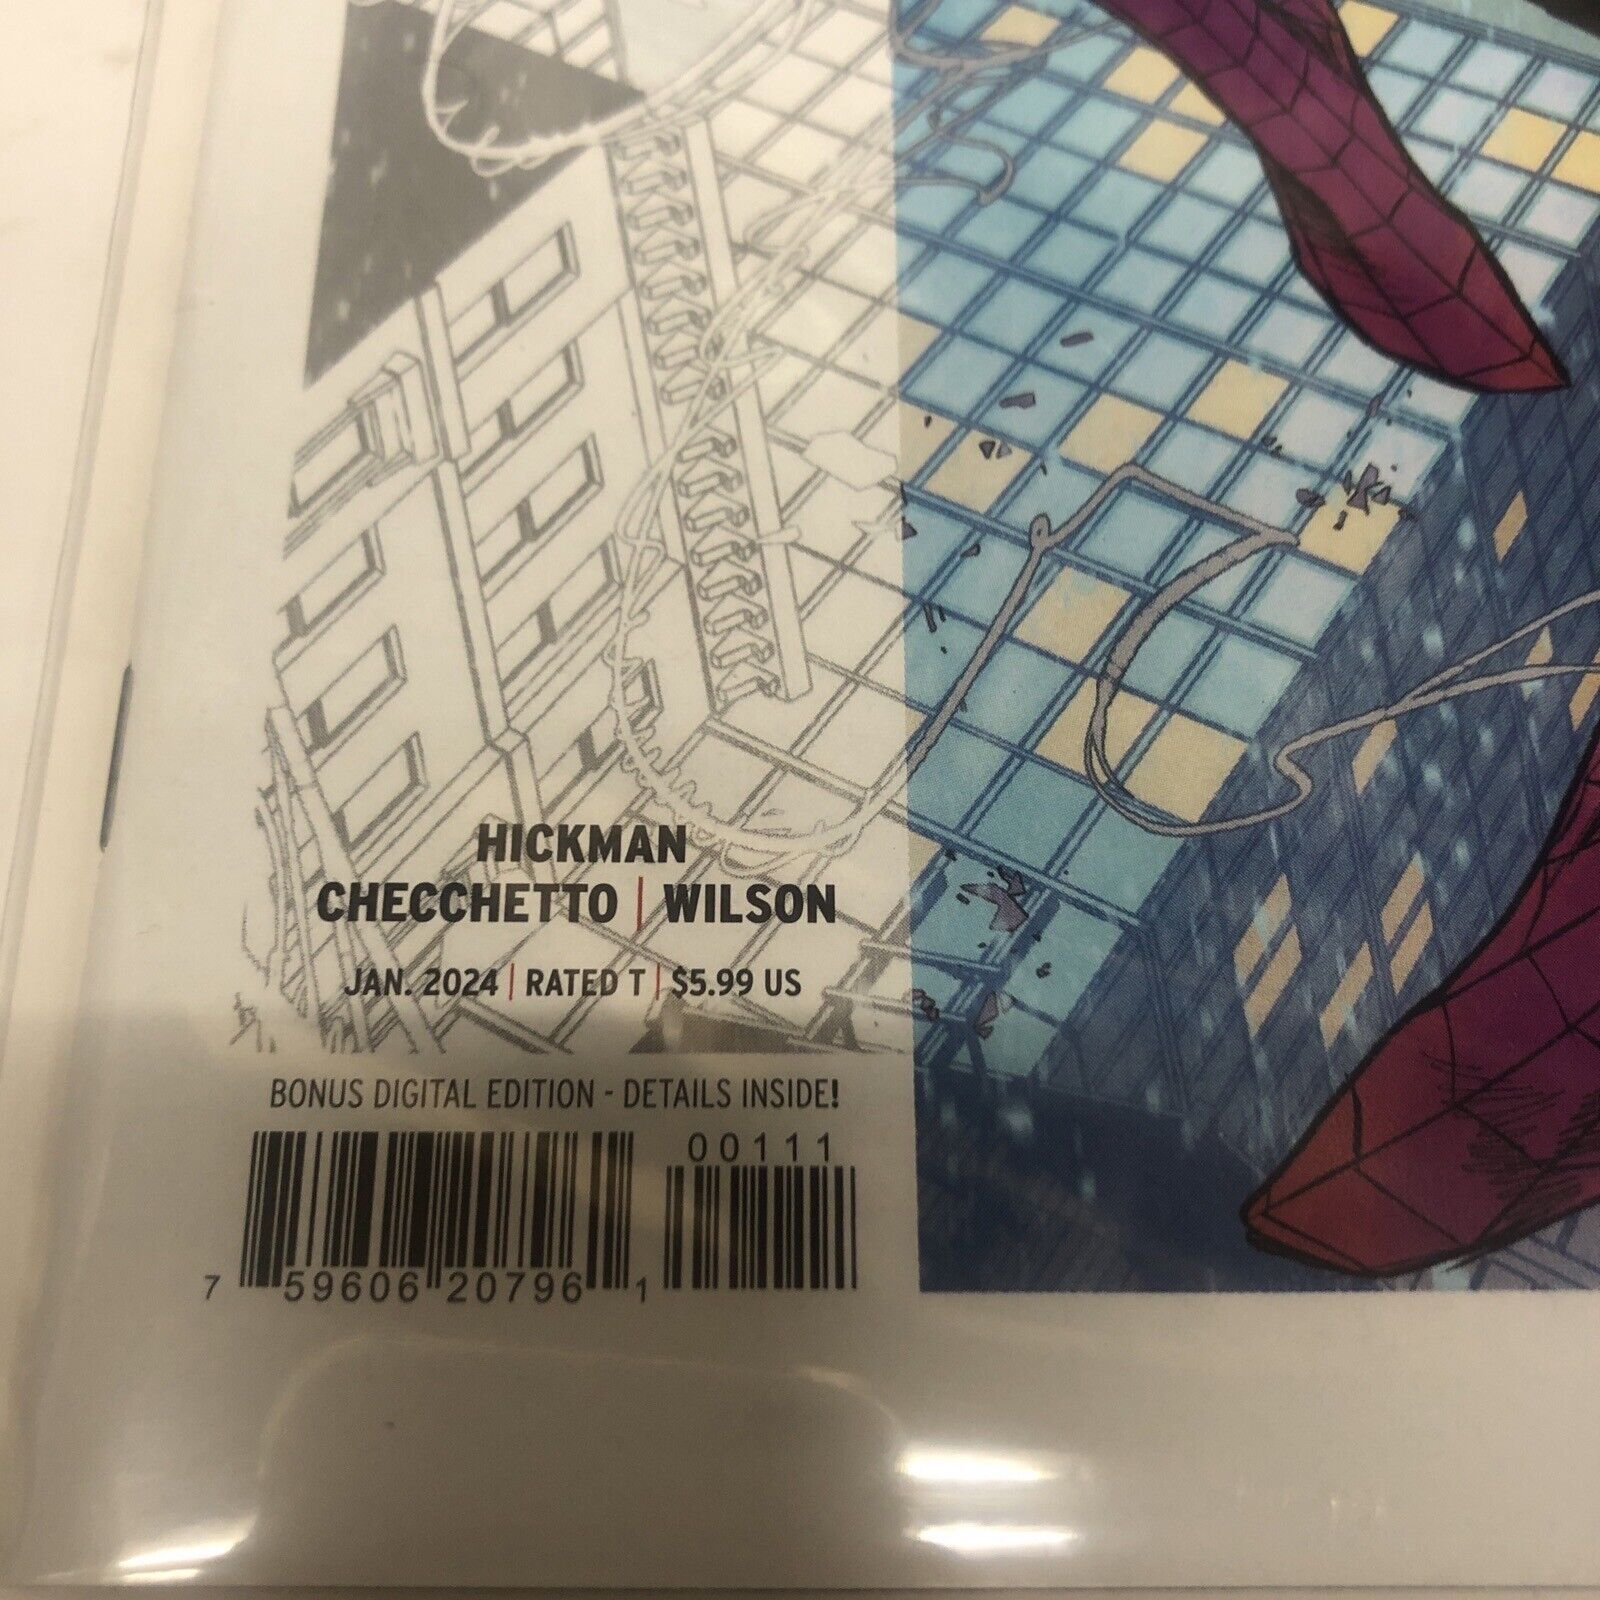 HICKMAN
CHECCHETTO | WILSON
JAN. 2024 | RATED T | $5.99 US
BONUS DIGITAL EDITION - DETAILS INSIDE!
00111
7 59606 20796 1